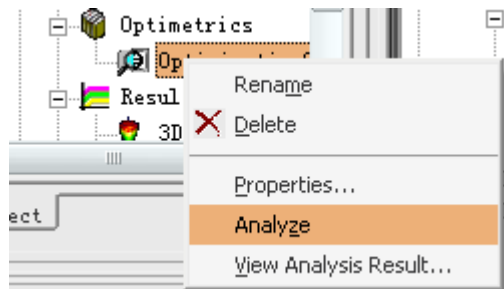 Optimetrics
Rename
Resul
Delete
3D
Properties...
ect
Analyze
View Analysis Result...